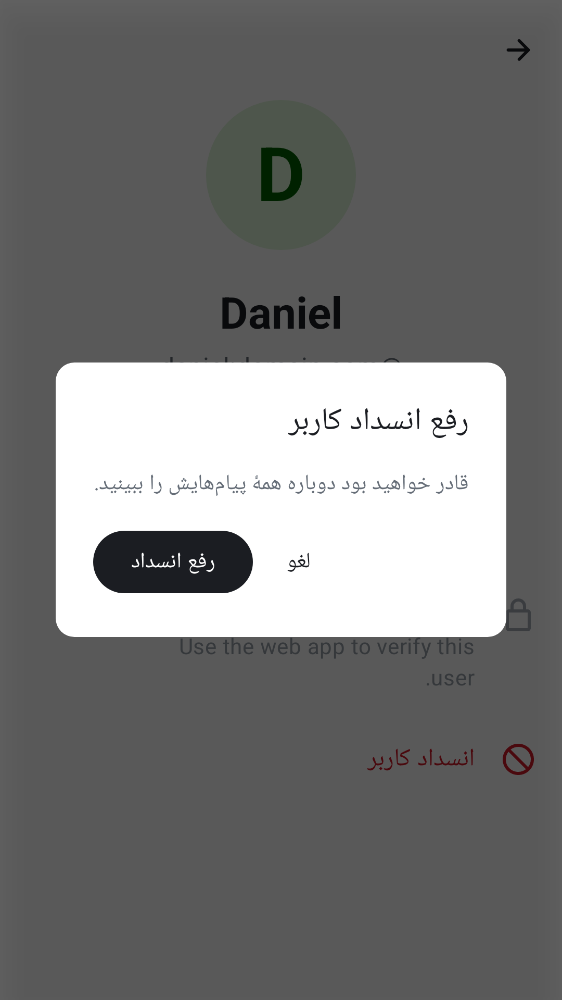 D
Daniel
رفع انسداد کاربر
قادر خواهید بود دوباره همهٔ پیام‌هایش را ببینید.
لغو
رفع انسداد
Use the web app to verify this
user.
انسداد کاربر